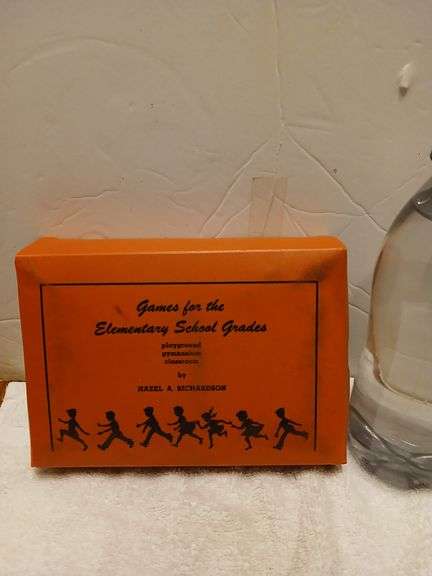 Games for the
Elementary School Grades
playground
gymnasium
classroom
by
HAZEL A. RICHARDSON